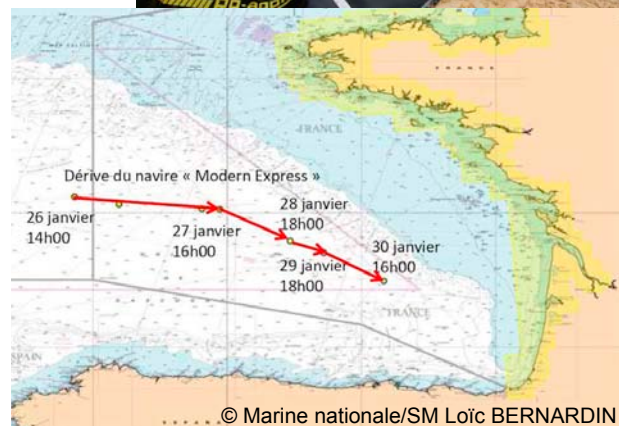 FRANCE
Dérive du navire « Modern Express »
26 janvier
14h00
27 janvier
16h00
28 janvier
18h00
29 janvier
18h00
30 janvier
16h00
FRANCE
SPAIN
© Marine nationale/SM Loïc BERNARDIN